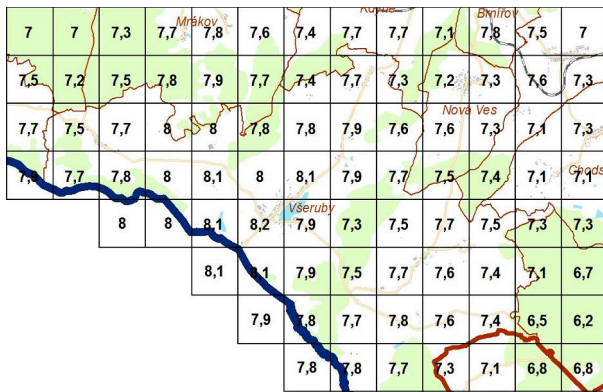 Mrákov Kdyně Brnířov
7 7 7,3 7,7 7,8 7,6 7,4 7,7 7,7 7,1 7,8 7,5 7
7,5 7,2 7,5 7,8 7,9 7,7 7,4 7,7 7,3 7,2 7,3 7,6 7,3
Nová Ves
7,7 7,5 7,7 8 8 7,8 7,8 7,9 7,6 7,6 7,3 7,1 7,3
7,9 7,7 7,8 8 8,1 8 8,1 7,9 7,7 7,5 7,4 7,1 7,1
Chods
Všeruby
8 8 8,1 8,2 7,9 7,3 7,5 7,7 7,5 7,3 7,3
8,1 8,1 7,9 7,5 7,7 7,6 7,4 7,1 6,7
7,9 7,8 7,7 7,8 7,6 7,4 6,5 6,2
7,8 7,8 7,7 7,3 7,1 6,8 6,8